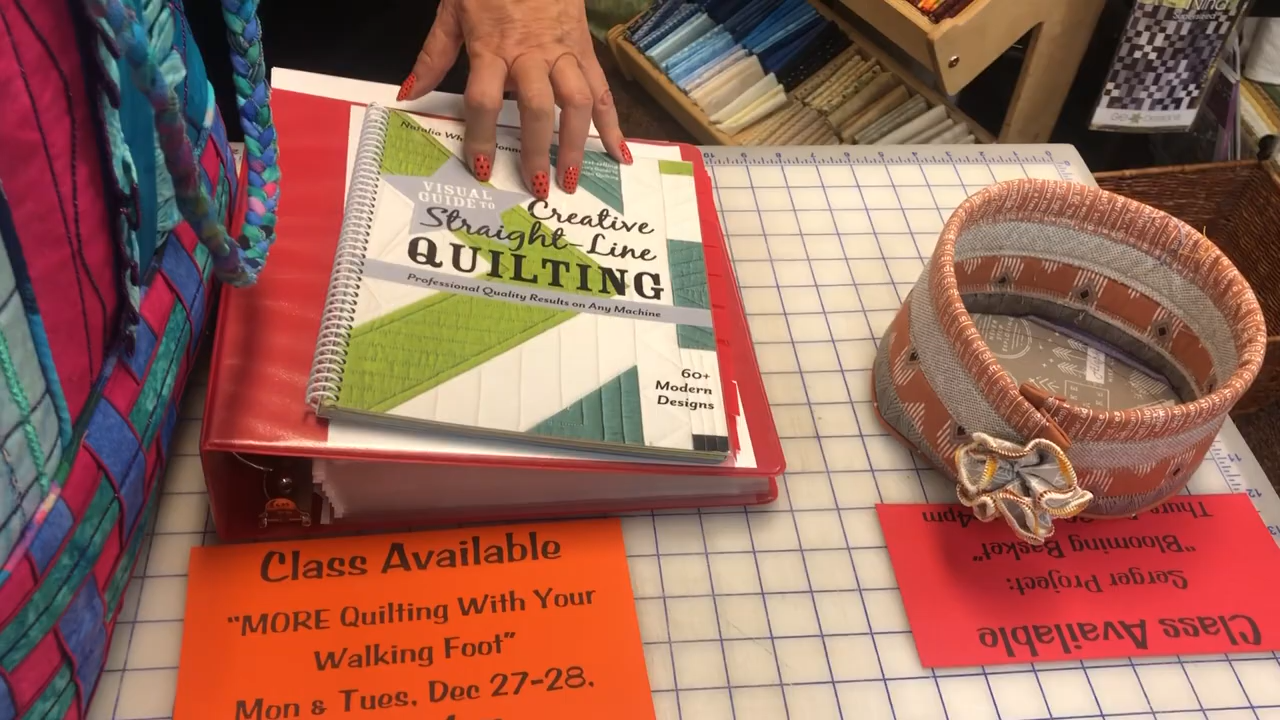 Natalia
VISUAL
GUIDE TO
Creative
Straight-Line
QUILTING
Professional Quality Results on Any Machine
60+
Modern
Designs
Class Available
"MORE Quilting With Your
Walking Foot"
Mon & Tues, Dec 27-28,
Class Available
Serger Project:
"Blooming Basket"